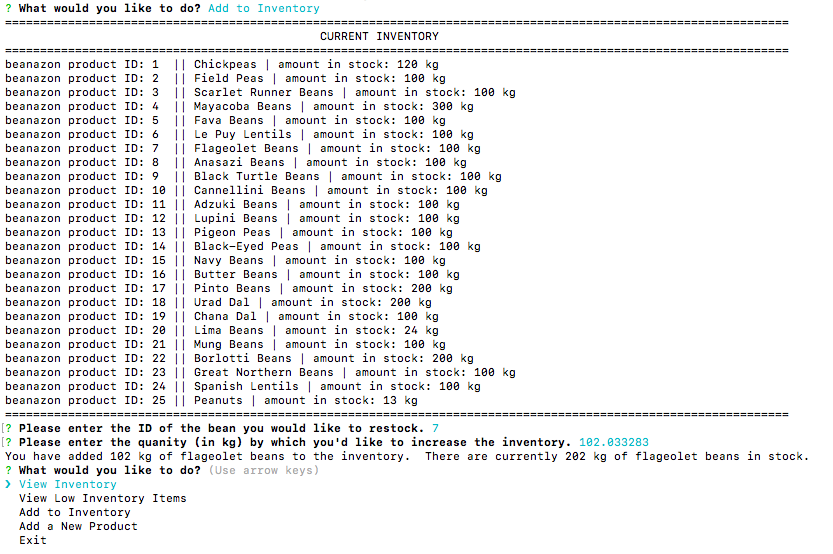 ? What would you like to do? Add to Inventory
================================================================================================================
CURRENT INVENTORY
================================================================================================================
beanazon product ID: 1  || Chickpeas | amount in stock: 120 kg
beanazon product ID: 2  || Field Peas | amount in stock: 100 kg
beanazon product ID: 3  || Scarlet Runner Beans | amount in stock: 100 kg
beanazon product ID: 4  || Mayacoba Beans | amount in stock: 300 kg
beanazon product ID: 5  || Fava Beans | amount in stock: 100 kg
beanazon product ID: 6  || Le Puy Lentils | amount in stock: 100 kg
beanazon product ID: 7  || Flageolet Beans | amount in stock: 100 kg
beanazon product ID: 8  || Anasazi Beans | amount in stock: 100 kg
beanazon product ID: 9  || Black Turtle Beans | amount in stock: 100 kg
beanazon product ID: 10 || Cannellini Beans | amount in stock: 100 kg
beanazon product ID: 11 || Adzuki Beans | amount in stock: 100 kg
beanazon product ID: 12 || Lupini Beans | amount in stock: 100 kg
beanazon product ID: 13 || Pigeon Peas | amount in stock: 100 kg
beanazon product ID: 14 || Black-Eyed Peas | amount in stock: 100 kg
beanazon product ID: 15 || Navy Beans | amount in stock: 100 kg
beanazon product ID: 16 || Butter Beans | amount in stock: 100 kg
beanazon product ID: 17 || Pinto Beans | amount in stock: 200 kg
beanazon product ID: 18 || Urad Dal | amount in stock: 200 kg
beanazon product ID: 19 || Chana Dal | amount in stock: 100 kg
beanazon product ID: 20 || Lima Beans | amount in stock: 24 kg
beanazon product ID: 21 || Mung Beans | amount in stock: 100 kg
beanazon product ID: 22 || Borlotti Beans | amount in stock: 200 kg
beanazon product ID: 23 || Great Northern Beans | amount in stock: 100 kg
beanazon product ID: 24 || Spanish Lentils | amount in stock: 100 kg
beanazon product ID: 25 || Peanuts | amount in stock: 13 kg
================================================================================================================
[? Please enter the ID of the bean you would like to restock. 7
[? Please enter the quanity (in kg) by which you'd like to increase the inventory. 102.033283
You have added 102 kg of flageolet beans to the inventory.  There are currently 202 kg of flageolet beans in stock.
? What would you like to do? (Use arrow keys)
❯ View Inventory
View Low Inventory Items
Add to Inventory
Add a New Product
Exit